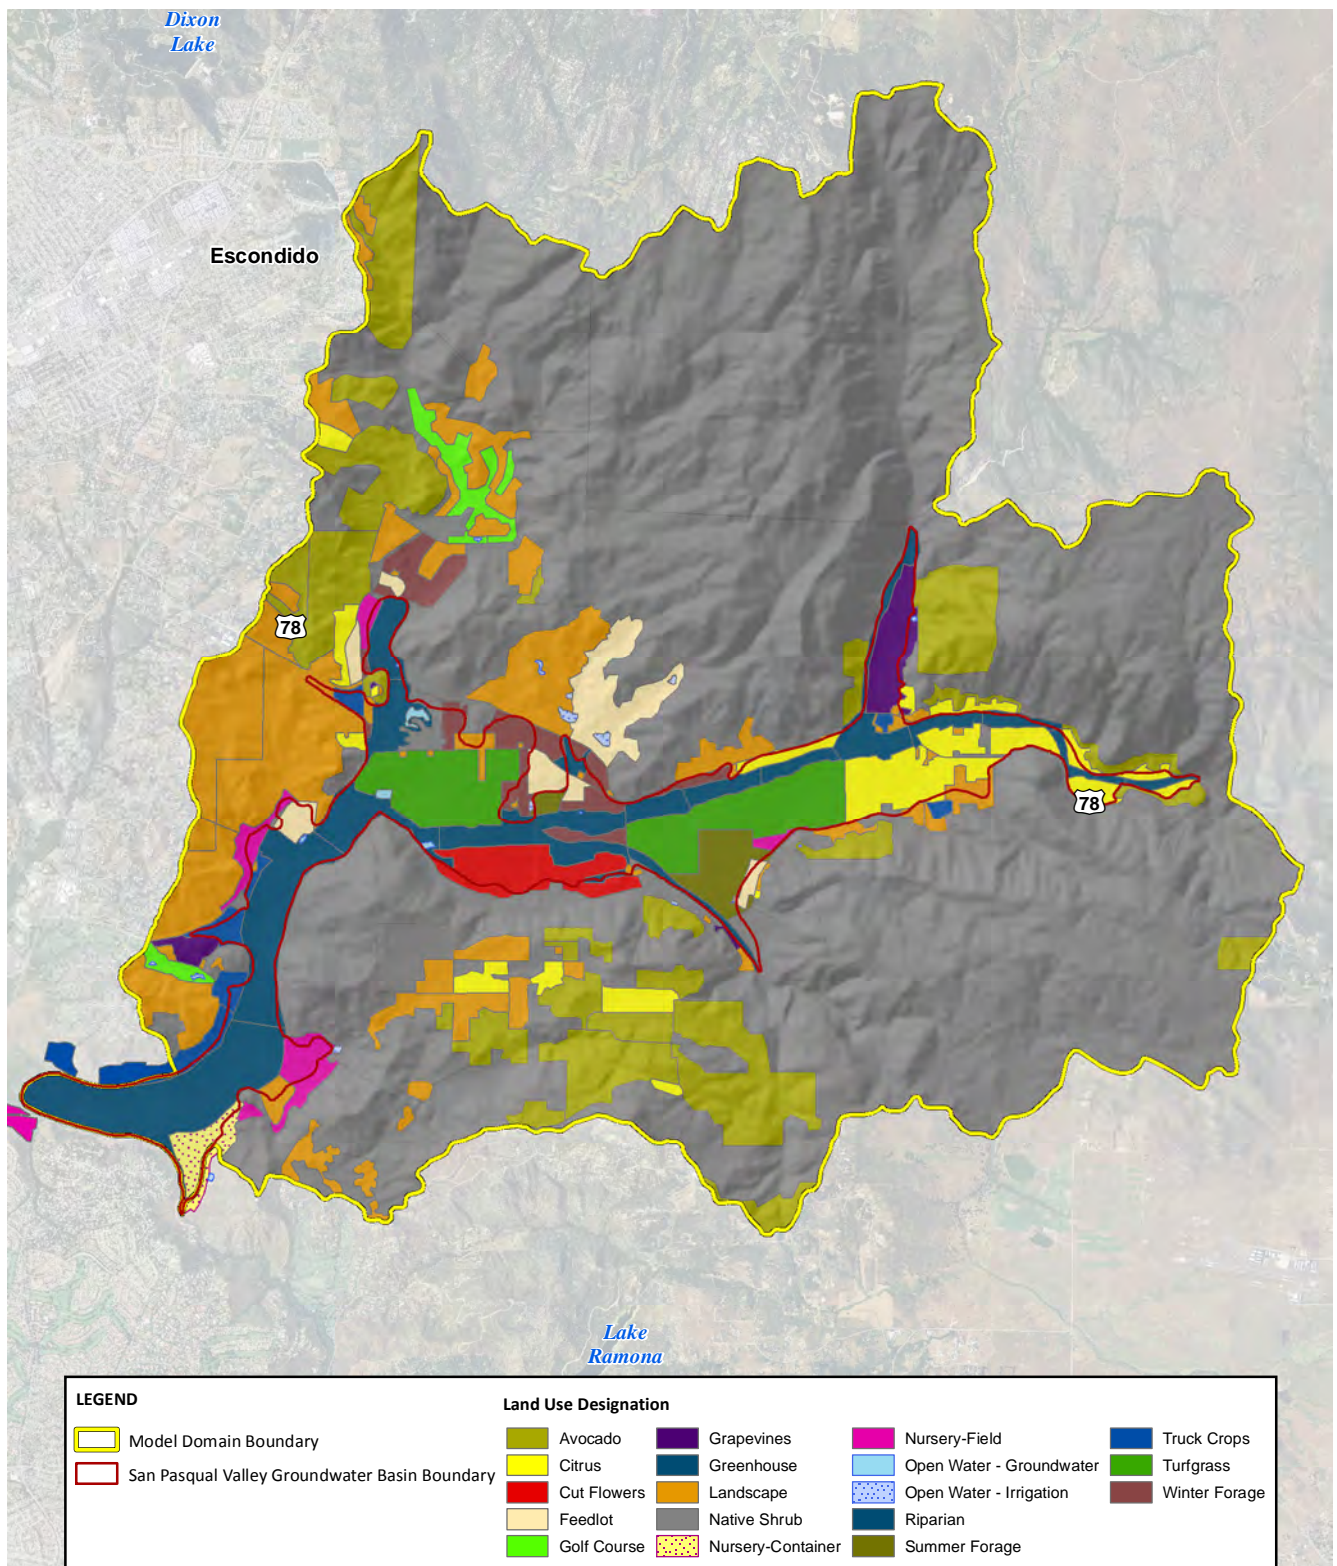 Dixon
Lake
Escondido
78
78
Lake
Ramona
LEGEND
Model Domain Boundary
San Pasqual Valley Groundwater Basin Boundary
Land Use Designation
Avocado
Citrus
Cut Flowers
Feedlot
Golf Course
Grapevines
Greenhouse
Landscape
Native Shrub
Nursery-Container
Nursery-Field
Open Water - Groundwater
Open Water - Irrigation
Riparian
Summer Forage
Truck Crops
Turfgrass
Winter Forage